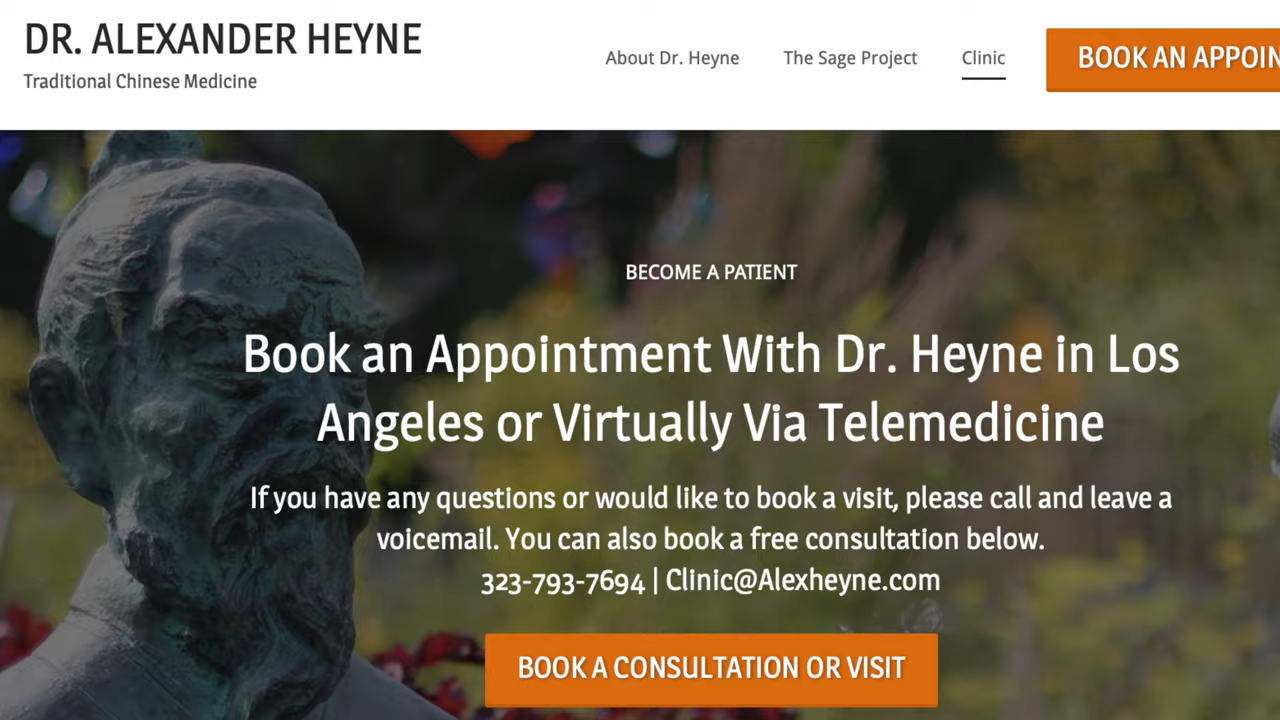 DR. ALEXANDER HEYNE
Traditional Chinese Medicine
About Dr. Heyne
The Sage Project
Clinic
BOOK AN APPOIN
BECOME A PATIENT
Book an Appointment With Dr. Heyne in Los
Angeles or Virtually Via Telemedicine
If you have any questions or would like to book a visit, please call and leave a
voicemail. You can also book a free consultation below.
323-793-7694 | Clinic@Alexheyne.com
BOOK A CONSULTATION OR VISIT